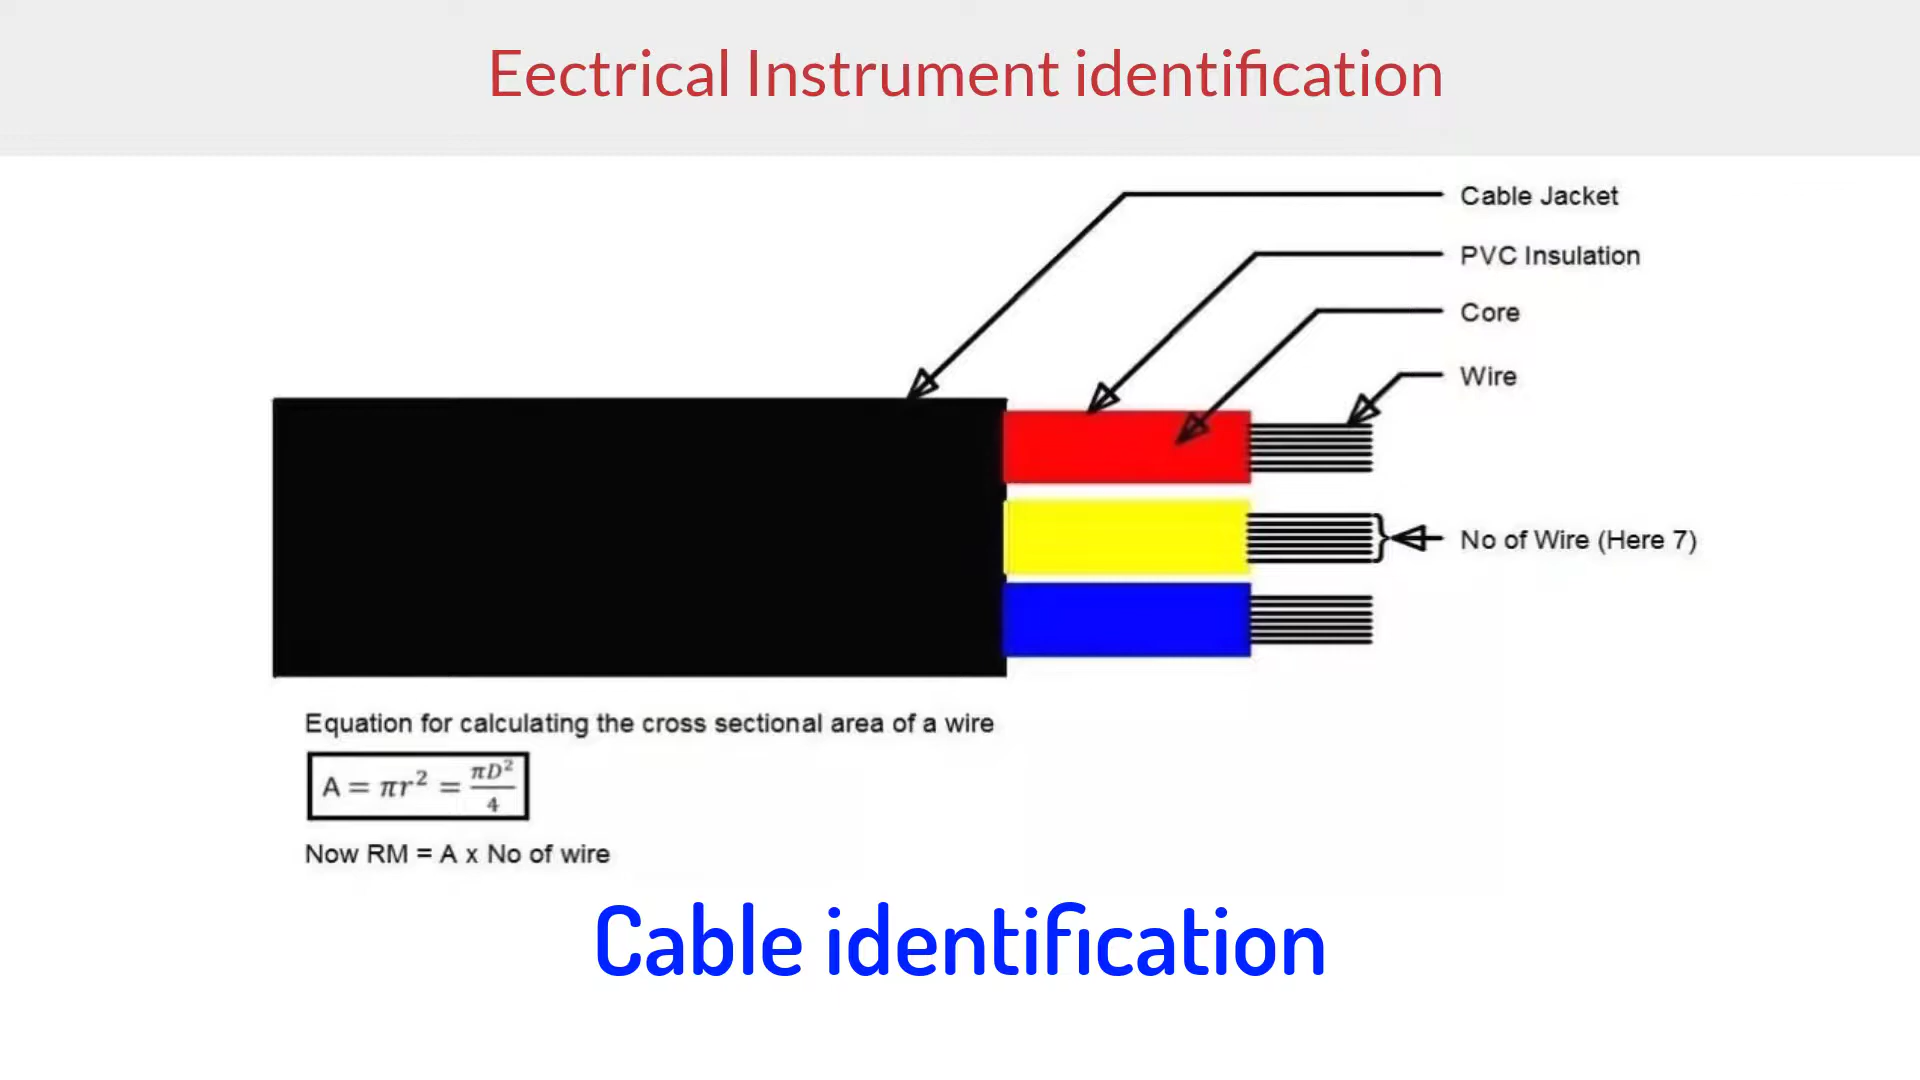 Eectrical Instrument identification
Cable Jacket
PVC Insulation
Core
Wire
No of Wire (Here 7)
Equation for calculating the cross sectional area of a wire
A = πr² = πD²/4
Now RM = A x No of wire
Cable identification